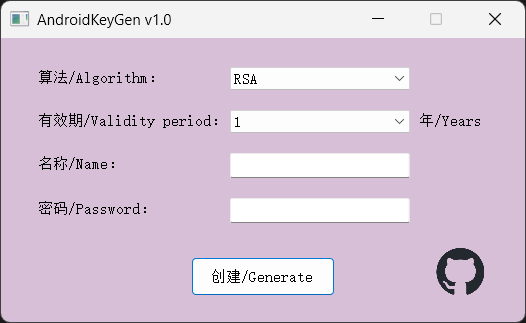 AndroidKeyGen v1.0
算法/Algorithm: RSA
有效期/Validity period: 1 年/Years
名称/Name:
密码/Password:
创建/Generate